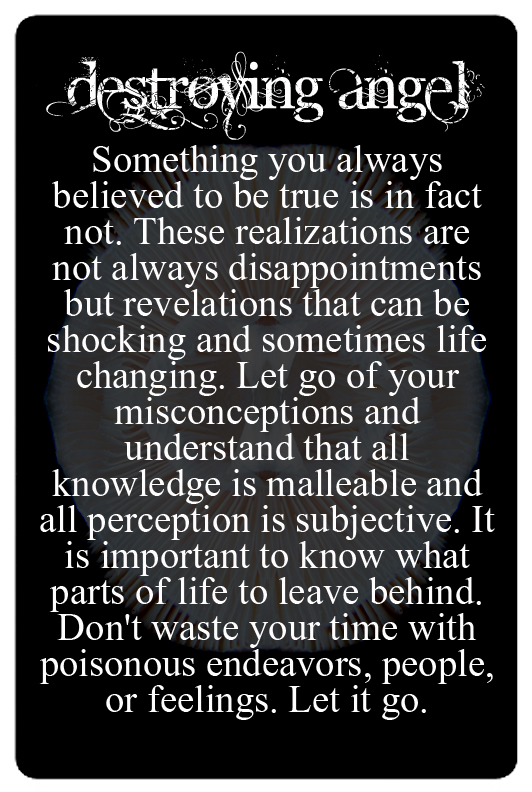 destroying angel
Something you always
believed to be true is in fact
not. These realizations are
not always disappointments
but revelations that can be
shocking and sometimes life
changing. Let go of your
misconceptions and
understand that all
knowledge is malleable and
all perception is subjective. It
is important to know what
parts of life to leave behind.
Don't waste your time with
poisonous endeavors, people,
or feelings. Let it go.